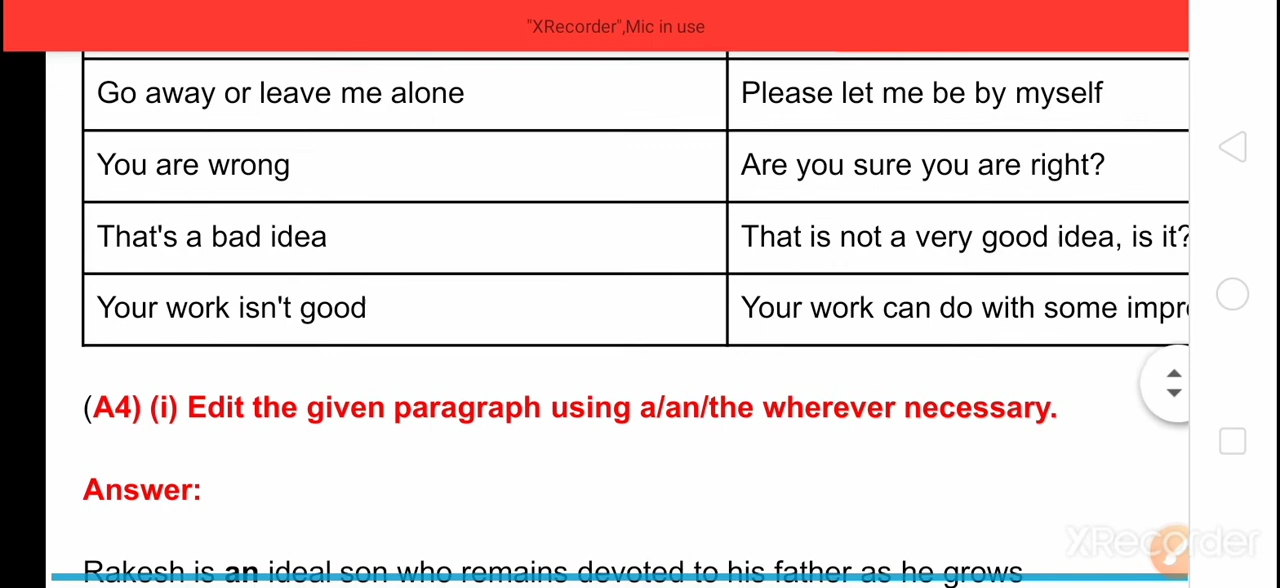 "XRecorder",Mic in use
Go away or leave me alone Please let me be by myself
You are wrong Are you sure you are right?
That's a bad idea That is not a very good idea, is it?
Your work isn't good Your work can do with some
(A4) (i) Edit the given paragraph using a/an/the wherever necessary.
Answer:
Rakesh is an ideal son who remains devoted to his father as he grows
XRecorder